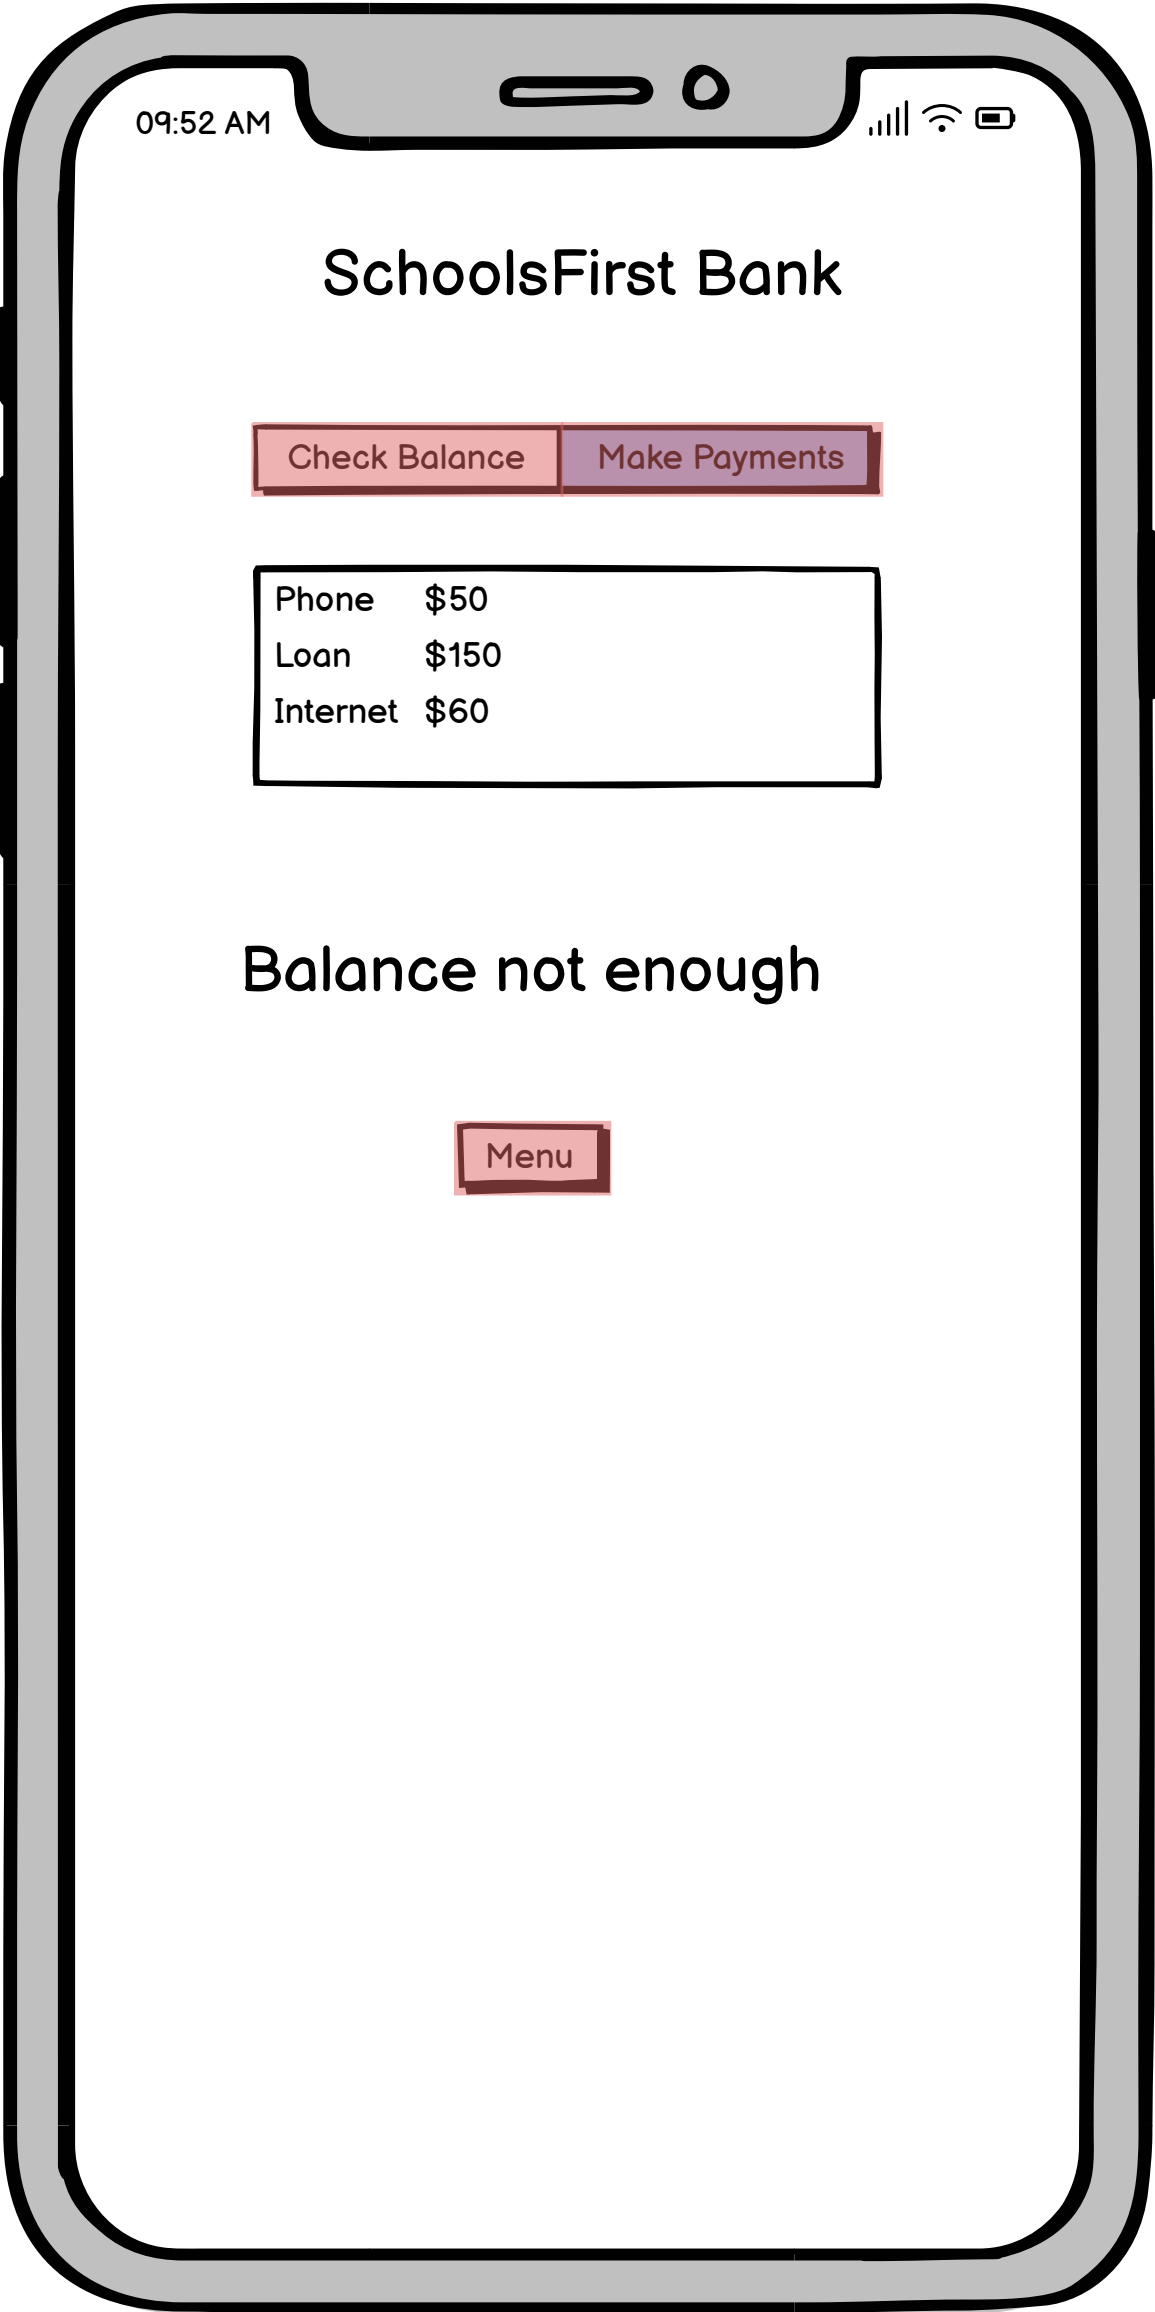 09:52 AM
SchoolsFirst Bank
Check Balance Make Payments
Phone $50
Loan $150
Internet $60
Balance not enough
Menu